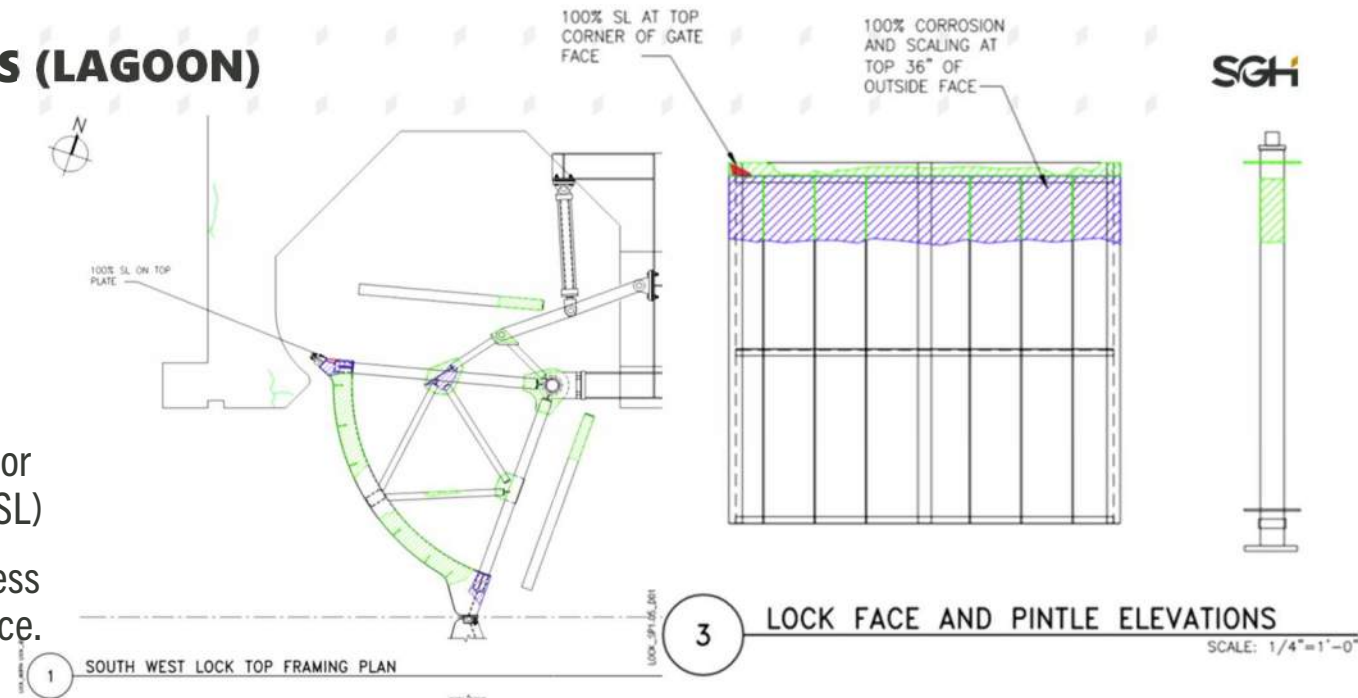 S (LAGOON)
100% SL AT TOP
CORNER OF GATE
FACE
100% CORROSION
AND SCALING AT
TOP 36" OF
OUTSIDE FACE
SGH
N
100% SL ON TOP
PLATE
or
SL)
ess
ce.
1
SOUTH WEST LOCK TOP FRAMING PLAN
LOCK_SP1.05_D01
3
LOCK FACE AND PINTLE ELEVATIONS
SCALE: 1/4"=1'-0"